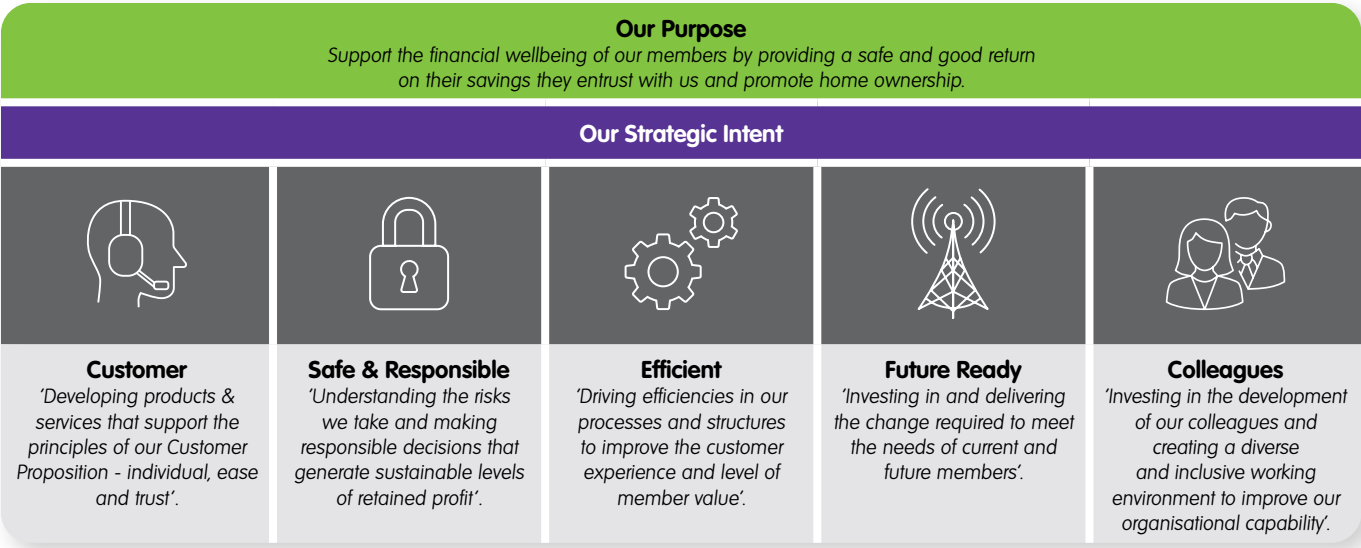 Our Purpose
Support the financial wellbeing of our members by providing a safe and good return
on their savings they entrust with us and promote home ownership.
Our Strategic Intent
Customer
'Developing products &
services that support the
principles of our Customer
Proposition - individual, ease
and trust'.
Safe & Responsible
'Understanding the risks
we take and making
responsible decisions that
generate sustainable levels
of retained profit'.
Efficient
'Driving efficiencies in our
processes and structures
to improve the customer
experience and level of
member value'.
Future Ready
'Investing in and delivering
the change required to meet
the needs of current and
future members'.
Colleagues
'Investing in the development
of our colleagues and
creating a diverse
and inclusive working
environment to improve our
organisational capability'.